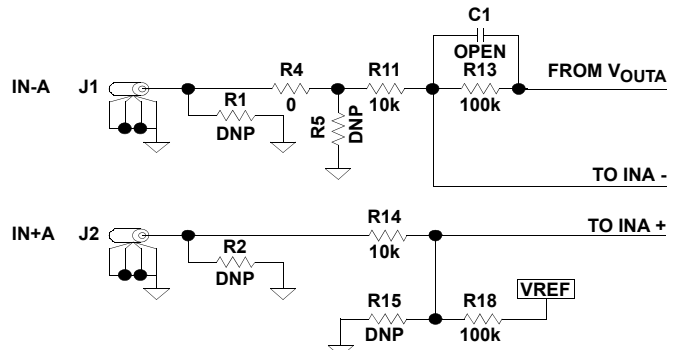 C1
OPEN
IN-A J1 R4 R11 R13 FROM VOUTA
R1 0 R5 DNP 10k 100k
DNP
TO INA -
IN+A J2 R14 TO INA +
R2 10k
DNP
R15 R18 VREF
DNP 100k